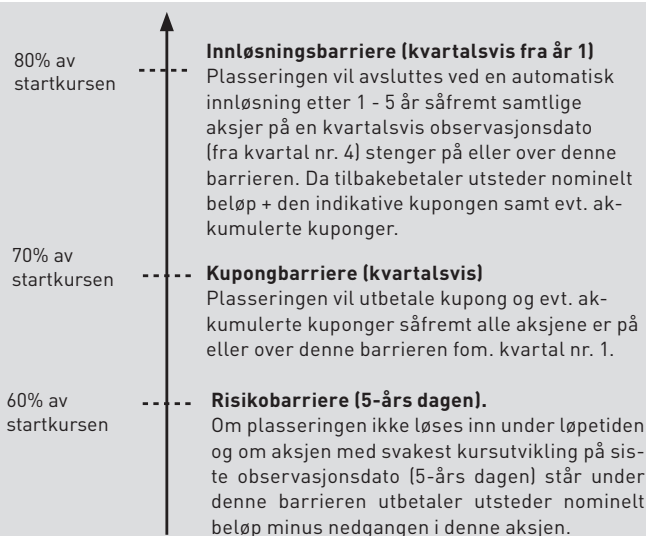 80% av
startkursen
Innløsningsbarriere (kvartalsvis fra år 1)
Plasseringen vil avsluttes ved en automatisk
innløsning etter 1 - 5 år såfremt samtlige
aksjer på en kvartalsvis observasjonsdato
(fra kvartal nr. 4) stenger på eller over denne
barrieren. Da tilbakebetaler utsteder nominelt
beløp + den indikative kupongen samt evt. ak-
kumulerte kuponger.
70% av
startkursen
Kupongbarriere (kvartalsvis)
Plasseringen vil utbetale kupong og evt. ak-
kumulerte kuponger såfremt alle aksjene er på
eller over denne barrieren fom. kvartal nr. 1.
60% av
startkursen
Risikobarriere (5-års dagen).
Om plasseringen ikke løses inn under løpetiden
og om aksjen med svakest kursutvikling på sis-
te observasjonsdato (5-års dagen) står under
denne barrieren utbetaler utsteder nominelt
beløp minus nedgangen i denne aksjen.